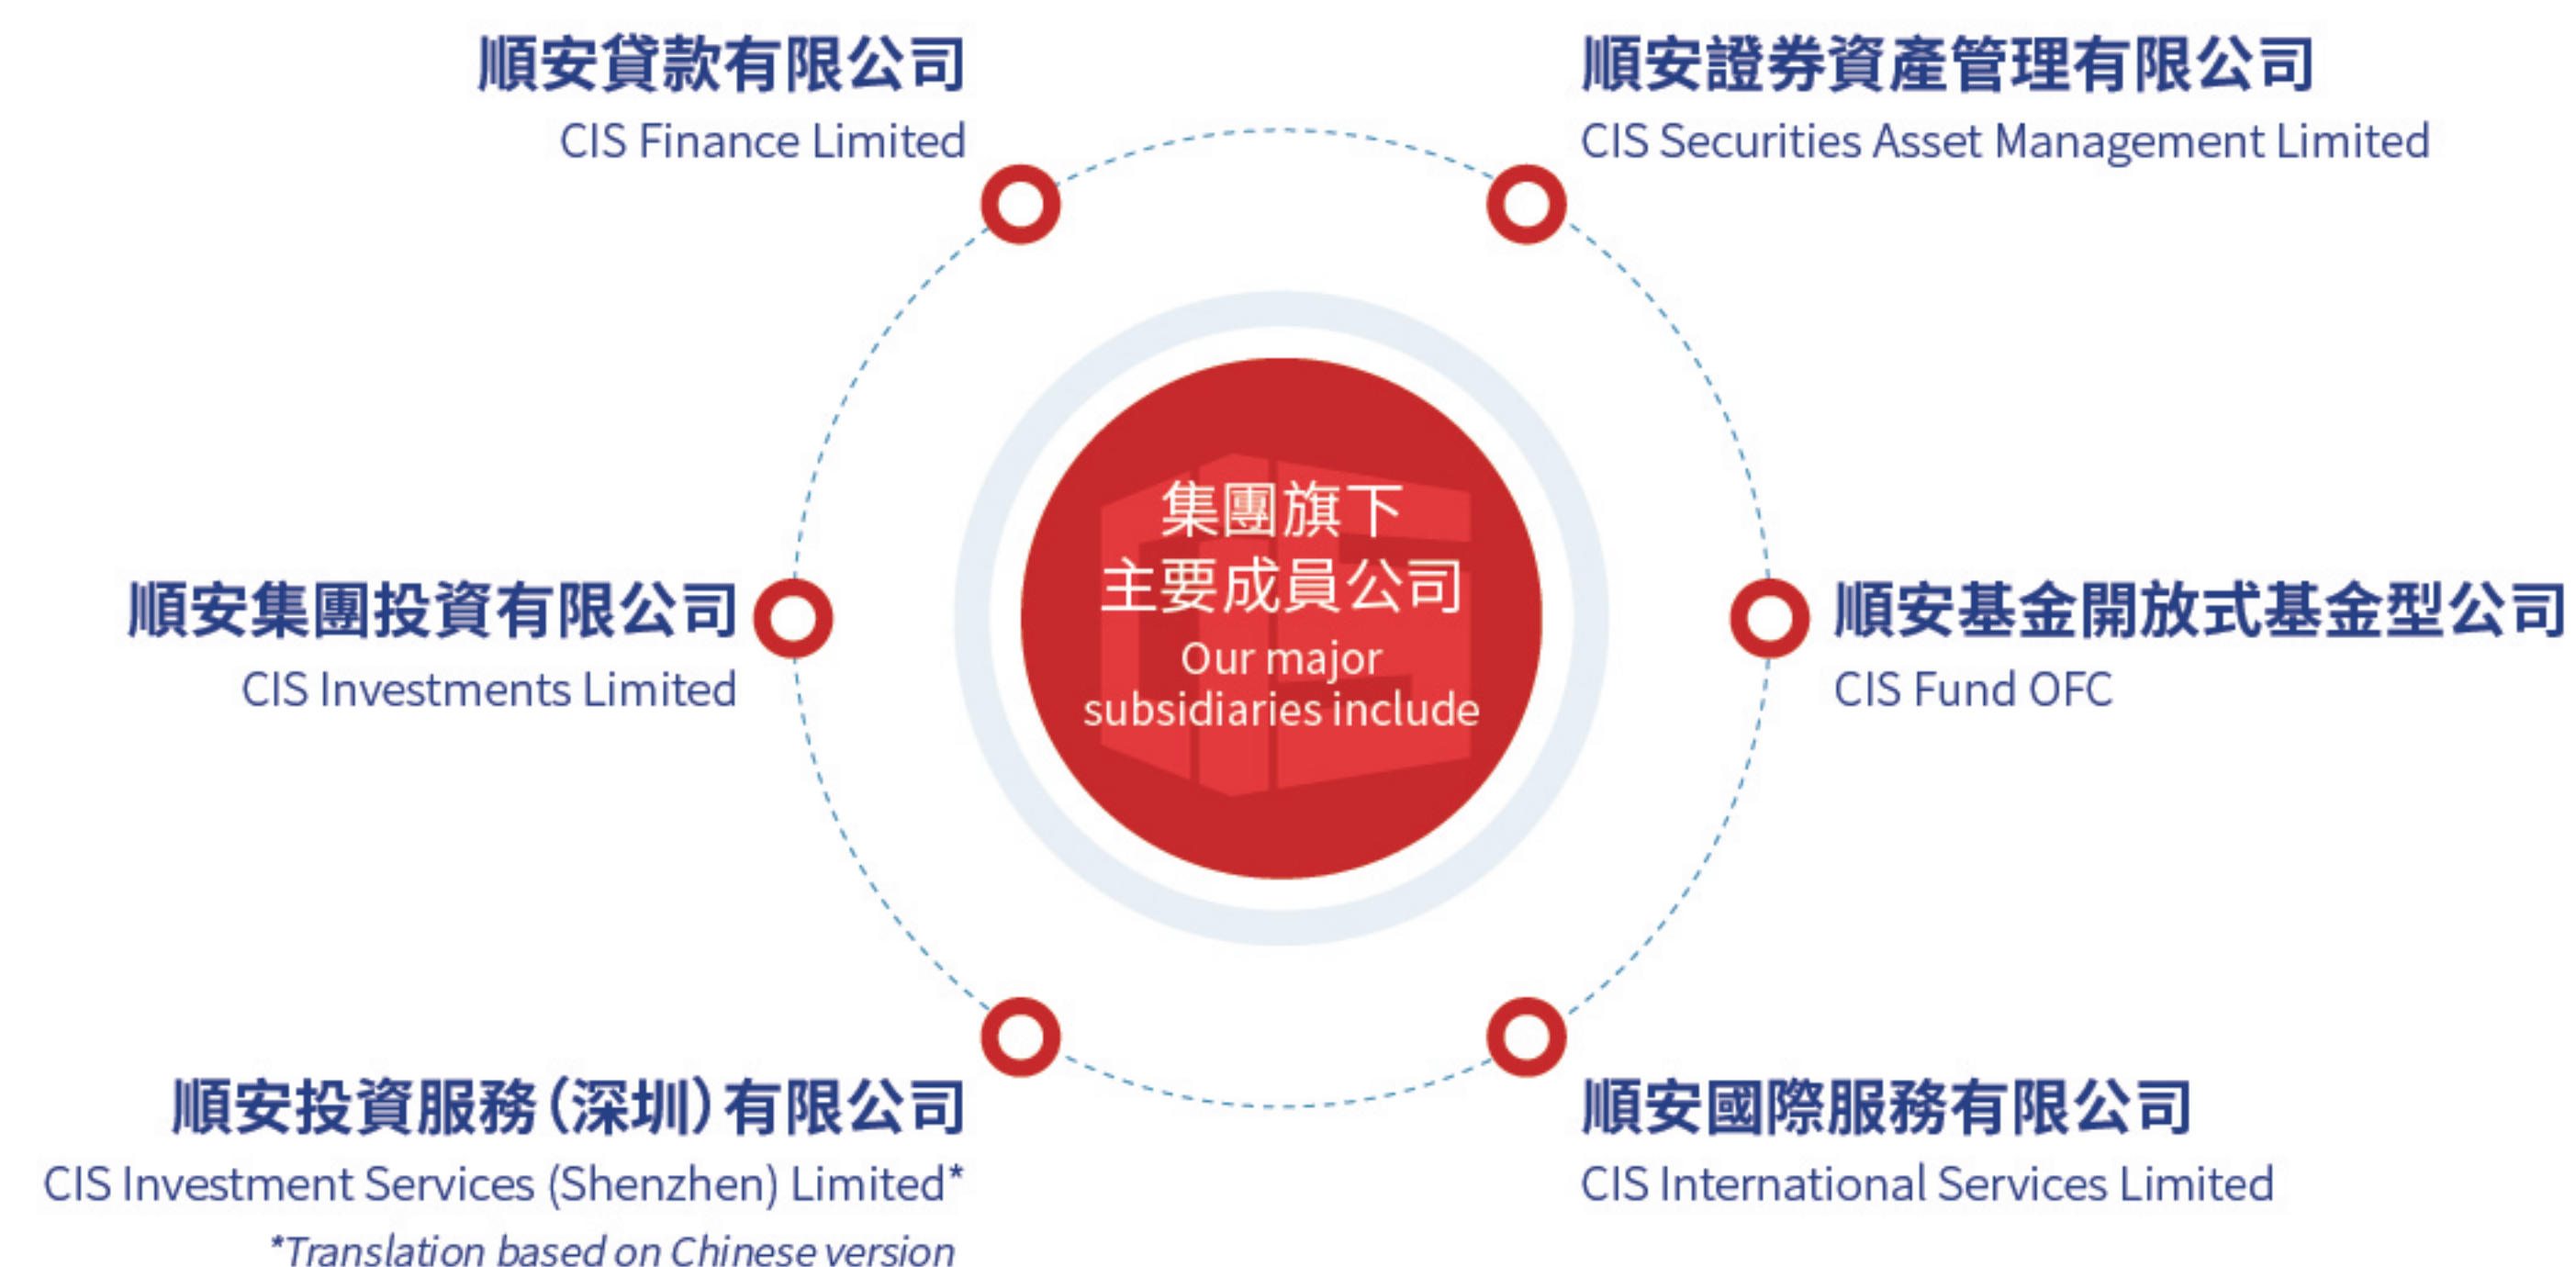 順安貸款有限公司
CIS Finance Limited
順安證券資產管理有限公司
CIS Securities Asset Management Limited
集團旗下
主要成員公司
Our major
subsidiaries include
順安集團投資有限公司
CIS Investments Limited
順安基金開放式基金型公司
CIS Fund OFC
順安投資服務(深圳)有限公司
CIS Investment Services (Shenzhen) Limited*
*Translation based on Chinese version
順安國際服務有限公司
CIS International Services Limited